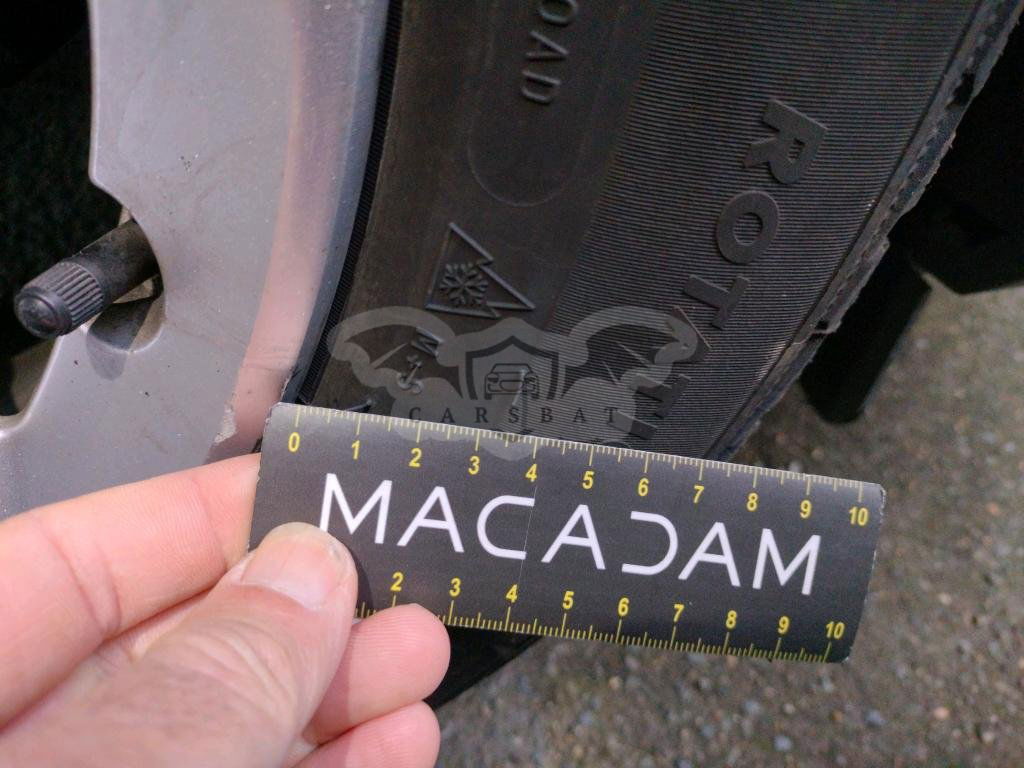 OAD
ROTATI
M+S
CARSBAT
0 1 2 3 4 5 6 7 8 9 10
MACADAM
2 3 4 5 6 7 8 9 10